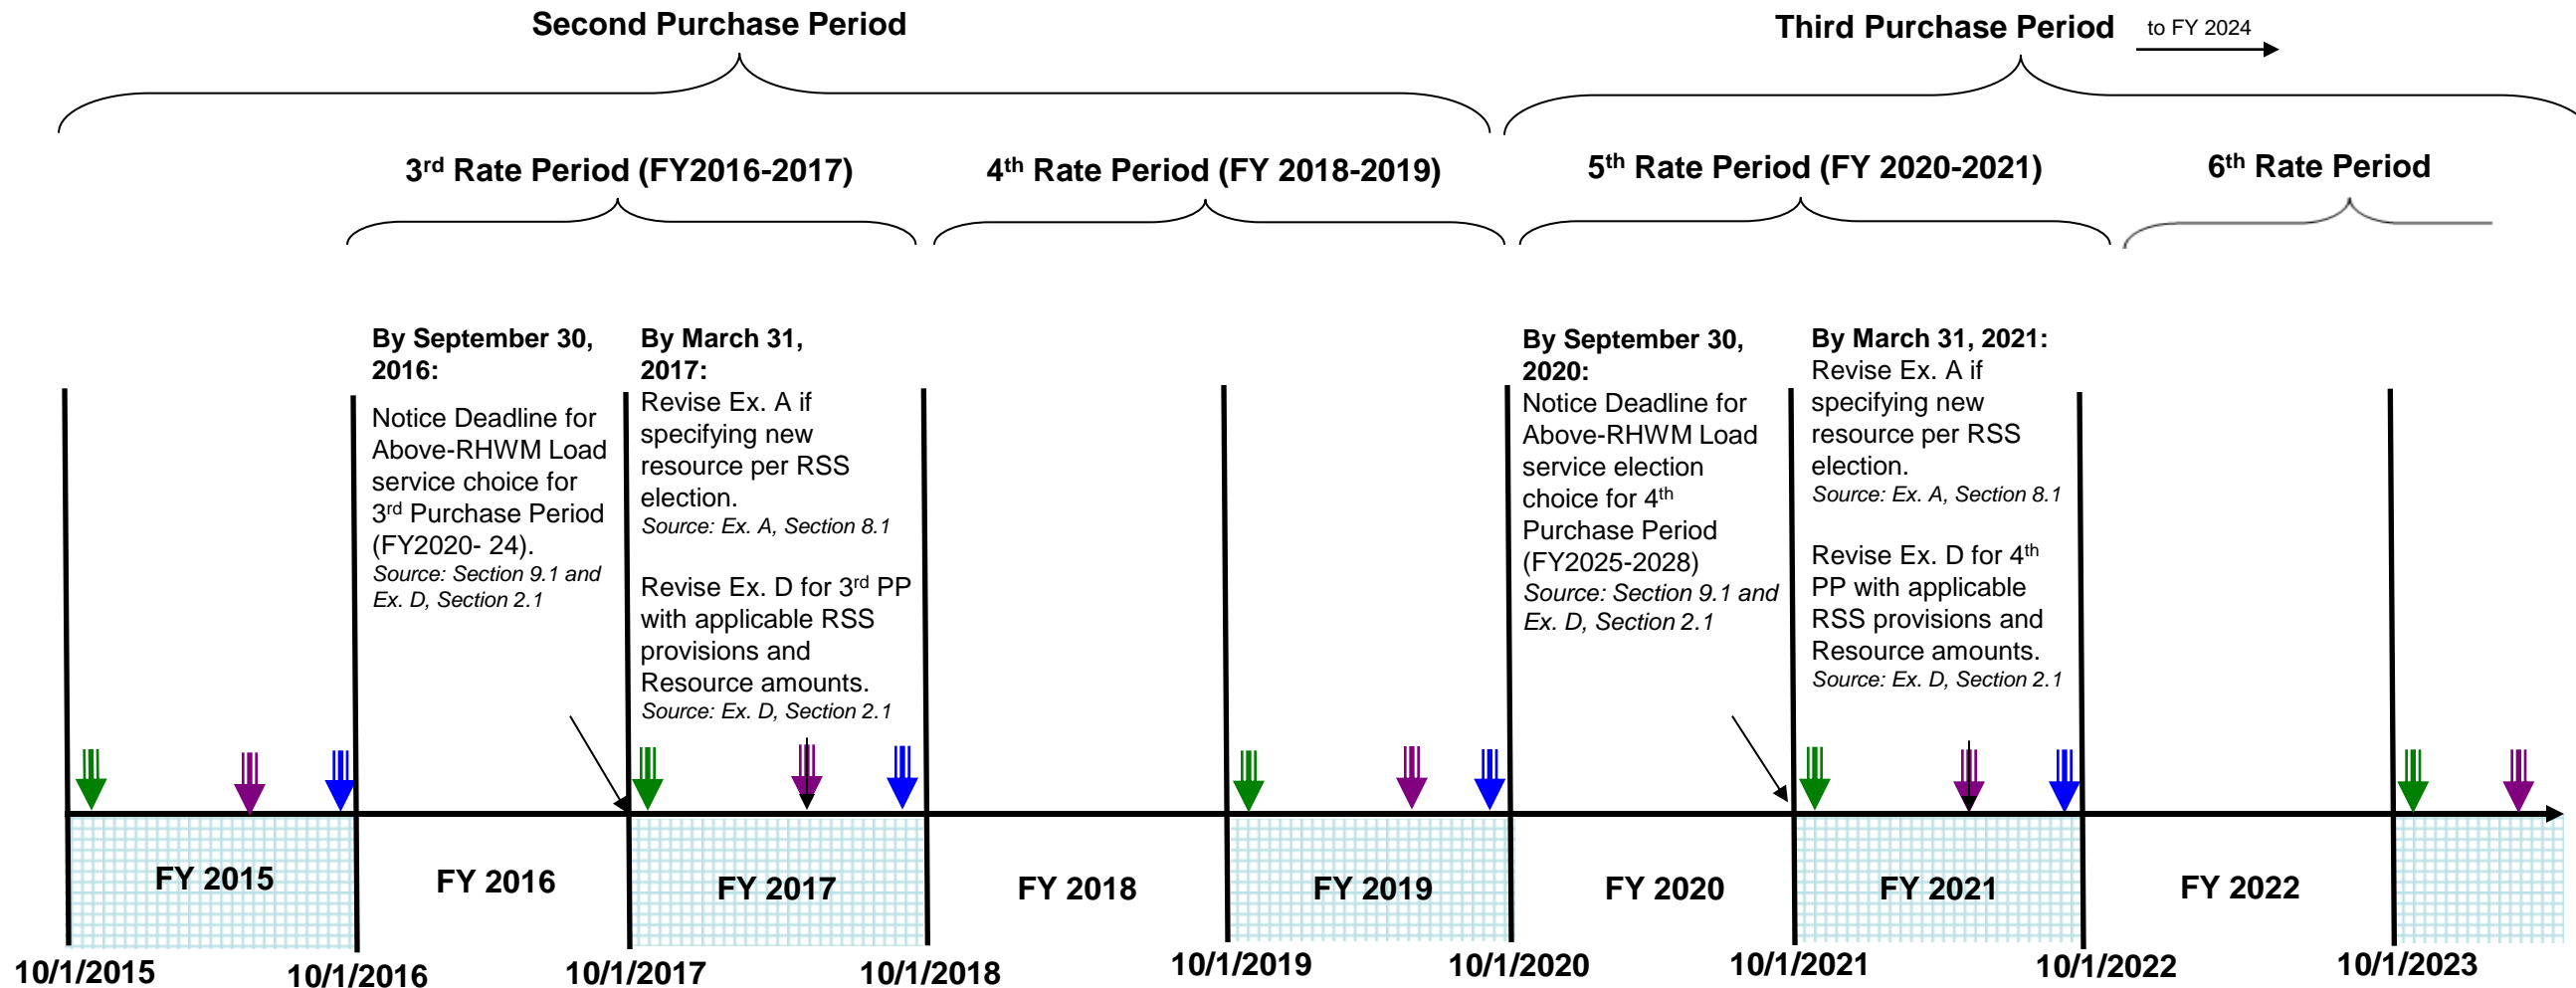 Second Purchase Period
Third Purchase Period to FY 2024
3rd Rate Period (FY2016-2017)
4th Rate Period (FY 2018-2019)
5th Rate Period (FY 2020-2021)
6th Rate Period
By September 30,
2016:
Notice Deadline for
Above-RHWM Load
service choice for
3rd Purchase Period
(FY2020- 24).
Source: Section 9.1 and
Ex. D, Section 2.1
By March 31,
2017:
Revise Ex. A if
specifying new
resource per RSS
election.
Source: Ex. A, Section 8.1
Revise Ex. D for 3rd PP
with applicable RSS
provisions and
Resource amounts.
Source: Ex. D, Section 2.1
By September 30,
2020:
Notice Deadline for
Above-RHWM Load
service election
choice for 4th
Purchase Period
(FY2025-2028)
Source: Section 9.1 and
Ex. D, Section 2.1
By March 31, 2021:
Revise Ex. A if
specifying new
resource per RSS
election.
Source: Ex. A, Section 8.1
Revise Ex. D for 4th
PP with applicable
RSS provisions and
Resource amounts.
Source: Ex. D, Section 2.1
FY 2015
FY 2016
FY 2017
FY 2018
FY 2019
FY 2020
FY 2021
FY 2022
10/1/2015
10/1/2016
10/1/2017
10/1/2018
10/1/2019
10/1/2020
10/1/2021
10/1/2022
10/1/2023